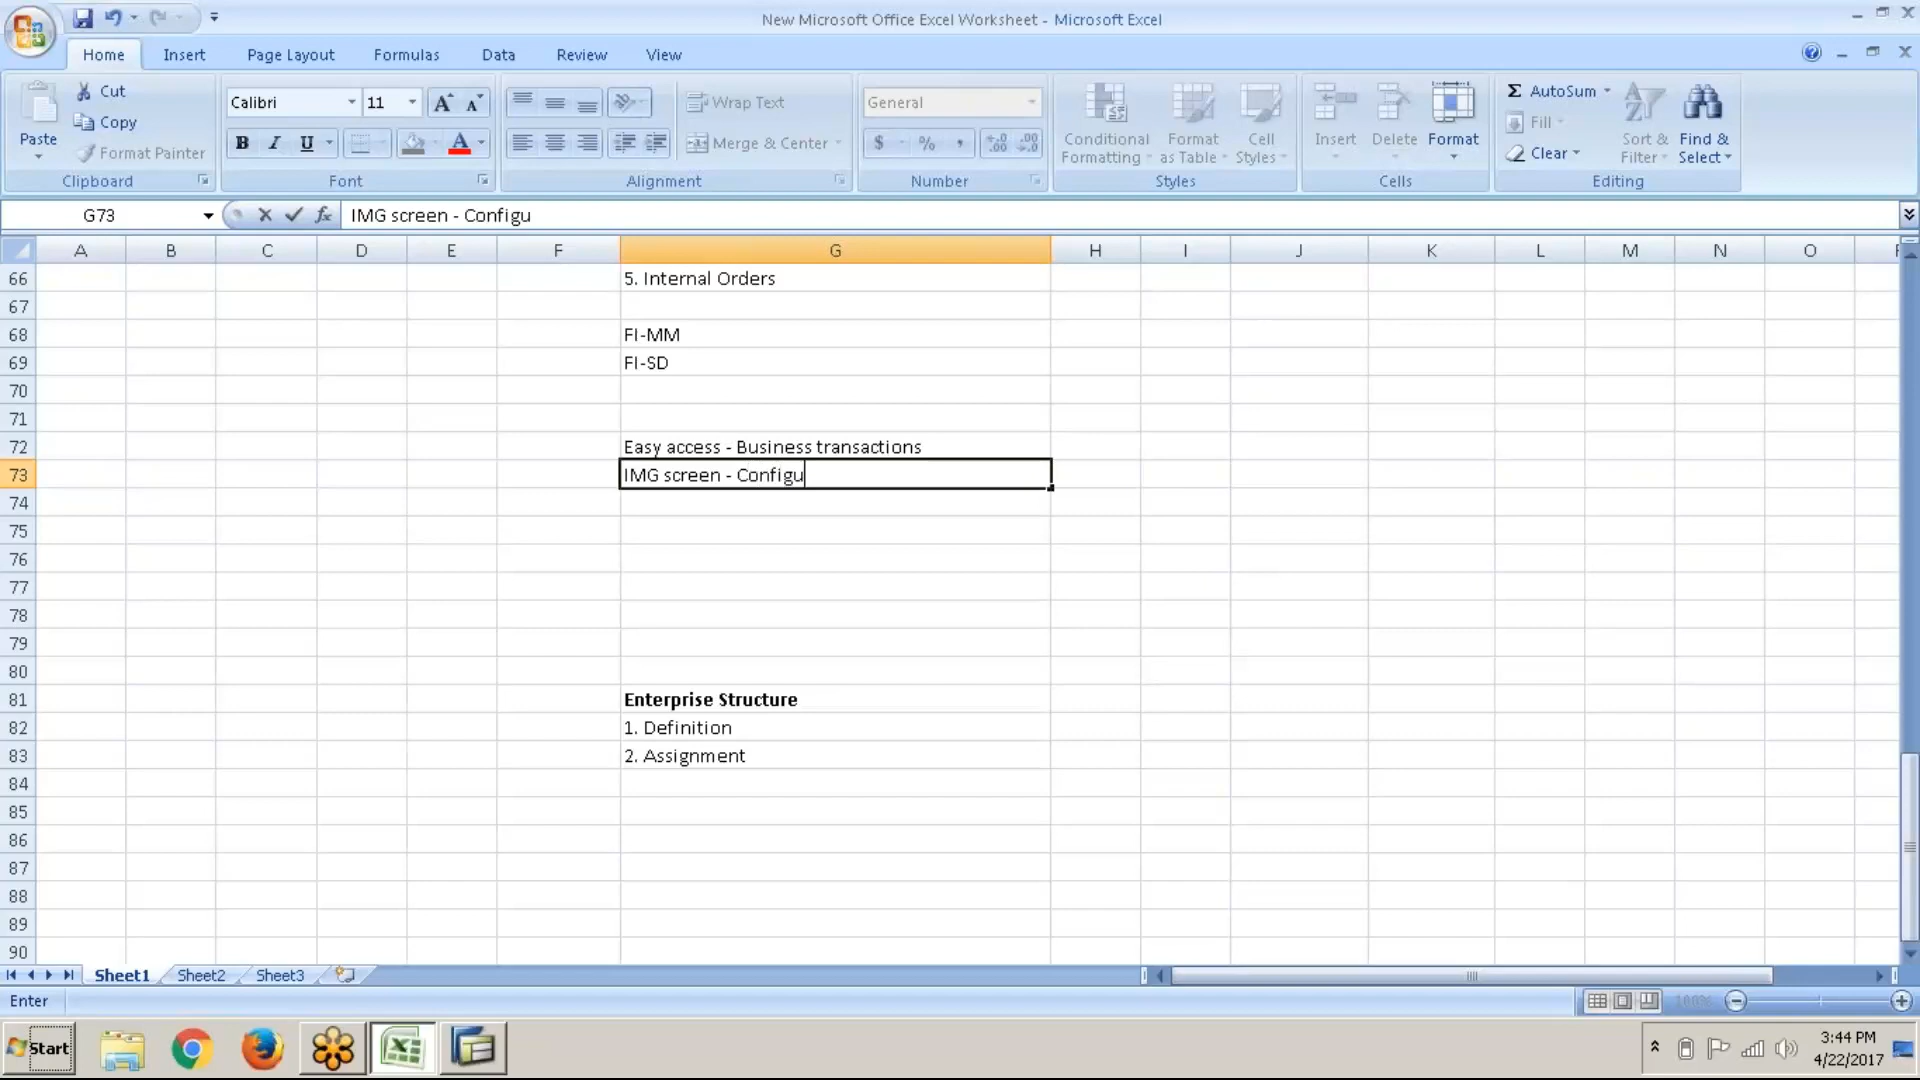 New Microsoft Office Excel Worksheet - Microsoft Excel
Home Insert Page Layout Formulas Data Review View
Paste
Cut
Copy
Format Painter
Clipboard
Calibri 11
B I U A
Font
Wrap Text
Merge & Center
Alignment
General
$ % ,
Number
Conditional Formatting
Format as Table
Cell Styles
Styles
Insert Delete Format
Cells
Σ AutoSum
Fill
Clear
Sort & Filter
Find & Select
Editing
G73 fx IMG screen - Configu
A B C D E F G H I J K L M N O
66 5. Internal Orders
67
68 FI-MM
69 FI-SD
70
71
72 Easy access - Business transactions
73 IMG screen - Configu
74
75
76
77
78
79
80
81 Enterprise Structure
82 1. Definition
83 2. Assignment
84
85
86
87
88
89
90
Sheet1 Sheet2 Sheet3
Enter
Start
3:44 PM
4/22/2017